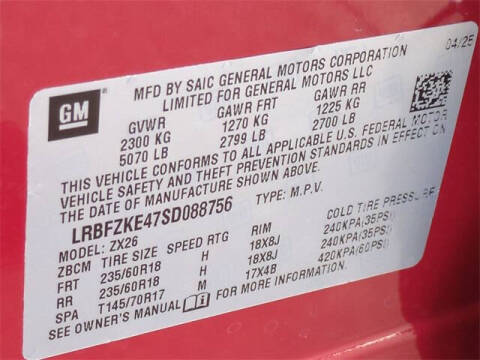 04/25
MFD BY SAIC GENERAL MOTORS CORPORATION
LIMITED FOR GENERAL MOTORS LLC
GM
GVWR GAWR FRT GAWR RR
2300 KG 1270 KG 1225 KG
5070 LB 2799 LB 2700 LB
THIS VEHICLE CONFORMS TO ALL APPLICABLE U.S. FEDERAL MOTOR
VEHICLE SAFETY AND THEFT PREVENTION STANDARDS IN EFFECT ON
THE DATE OF MANUFACTURE SHOWN ABOVE.
LRBFZKE47SD088756 TYPE: M.P.V.
MODEL: ZX26
ZBCM TIRE SIZE SPEED RTG RIM COLD TIRE PRESSURE
FRT 235/60R18 H 18X8J 240KPA(35PSI)
RR 235/60R18 H 18X8J 240KPA(35PSI)
SPA T145/70R17 M 17X4B 420KPA(60PSI)
SEE OWNER'S MANUAL FOR MORE INFORMATION.